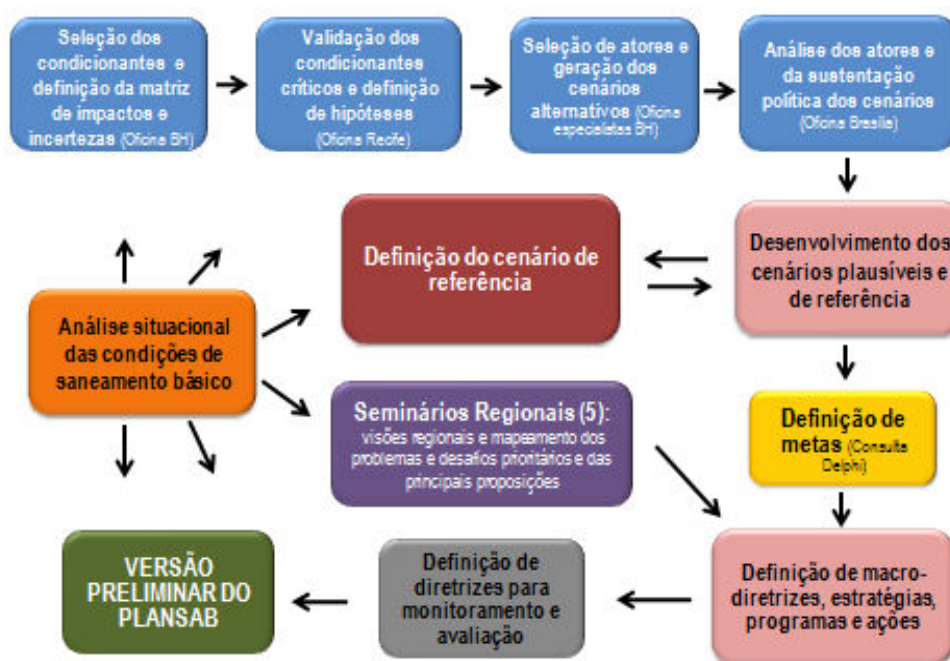 Seleção dos
condicionantes e
definição da matriz
de impactos e
incertezas (Oficina BH)
Validação dos
condicionantes
críticos e definição
de hipóteses
(Oficina Recife)
Seleção de atores e
geração dos
cenários
alternativos (Oficina
especialistas BH)
Análise dos atores e
da sustentação
política dos cenários
(Oficina Brasília)
Definição do cenário de
referência
Desenvolvimento dos
cenários plausíveis e
de referência
Análise situacional
das condições de
saneamento básico
Seminários Regionais (5):
visões regionais e mapeamento dos
problemas e desafios prioritários e das
principais proposições
Definição de
metas (Consulta
Delphi)
VERSÃO
PRELIMINAR DO
PLANSAB
Definição de
diretrizes para
monitoramento e
avaliação
Definição de macro-
diretrizes, estratégias,
programas e ações